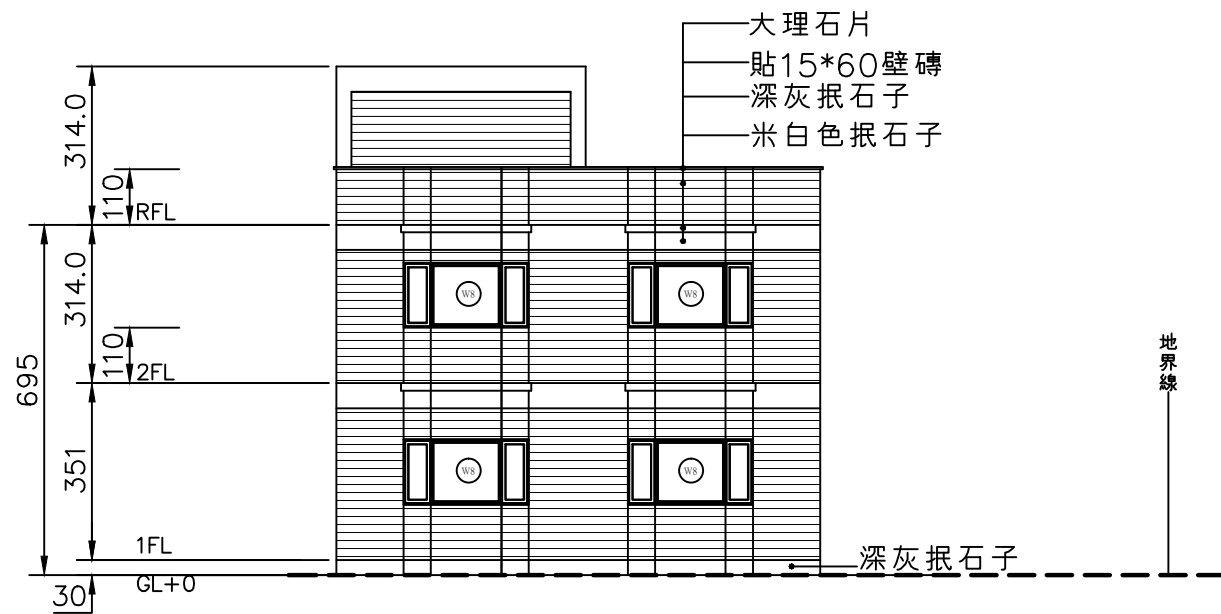 大理石片
貼15*60壁磚
深灰抿石子
米白色抿石子
314.0
110
RFL
314.0
W8
W8
110
2FL
695
地界線
351
W8
W8
1FL
深灰抿石子
GL+0
30